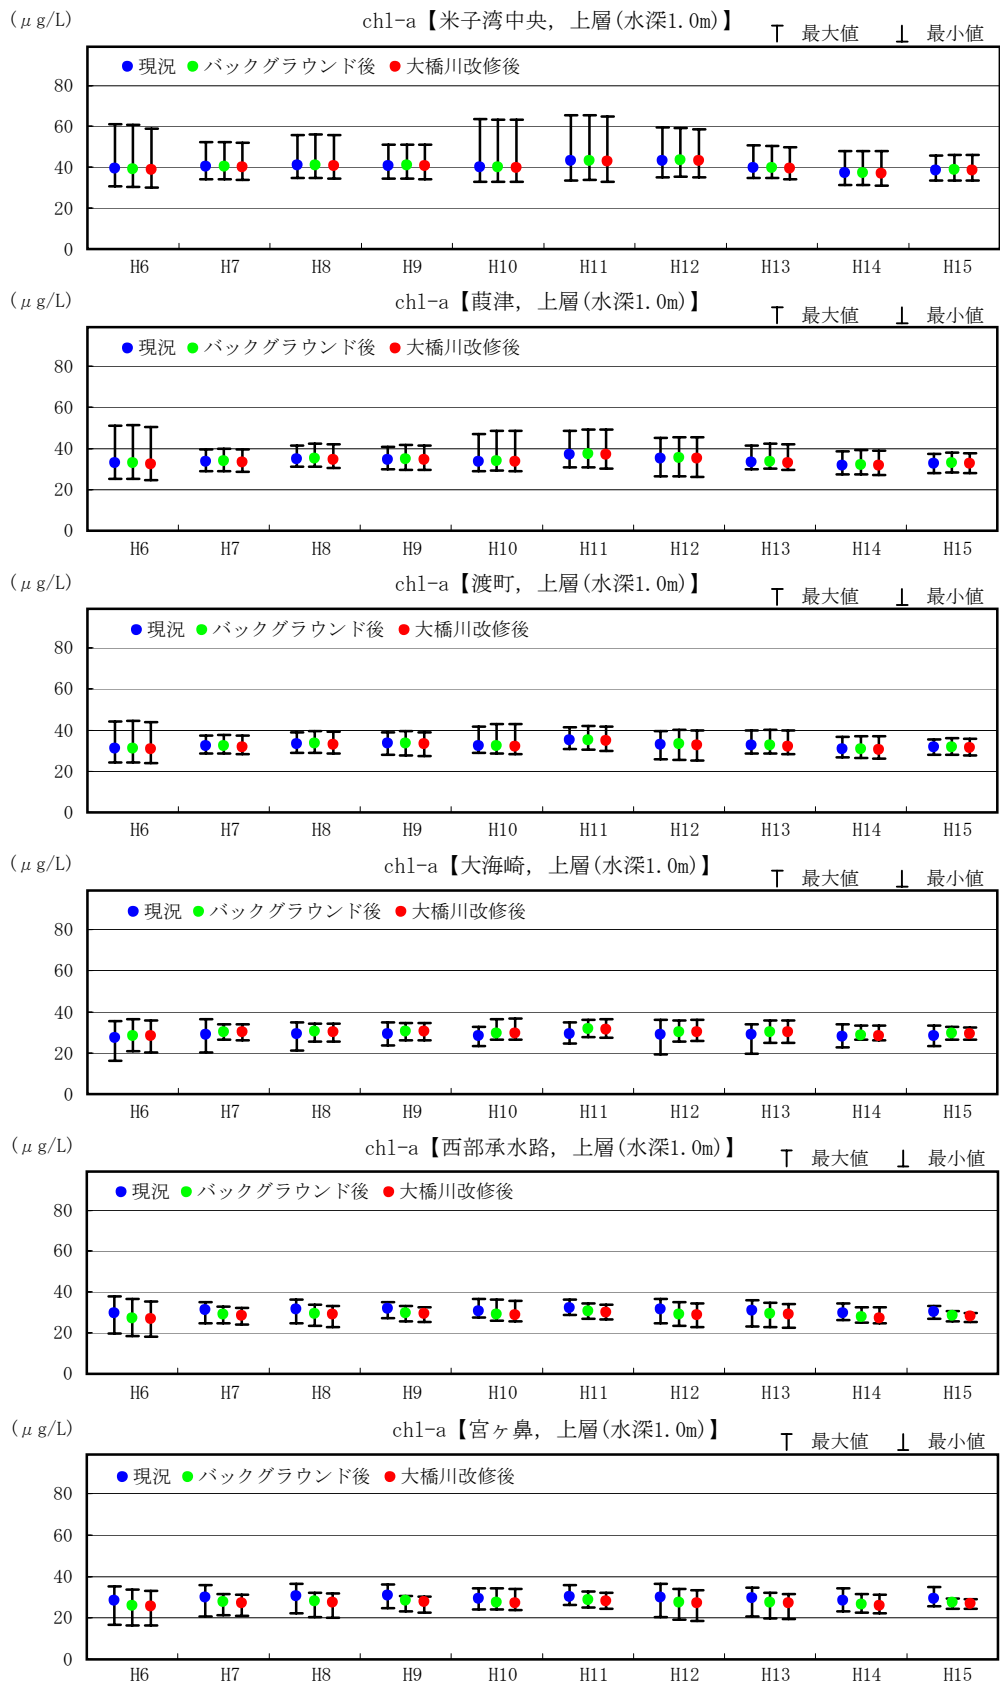 (μg/L) chl-a【米子湾中央, 上層(水深1.0m)】 最大値 最小値
現況 バックグラウンド後 大橋川改修後
80
60
40
20
0
H6 H7 H8 H9 H10 H11 H12 H13 H14 H15
(μg/L) chl-a【葭津, 上層(水深1.0m)】 最大値 最小値
現況 バックグラウンド後 大橋川改修後
80
60
40
20
0
H6 H7 H8 H9 H10 H11 H12 H13 H14 H15
(μg/L) chl-a【渡町, 上層(水深1.0m)】 最大値 最小値
現況 バックグラウンド後 大橋川改修後
80
60
40
20
0
H6 H7 H8 H9 H10 H11 H12 H13 H14 H15
(μg/L) chl-a【大海崎, 上層(水深1.0m)】 最大値 最小値
現況 バックグラウンド後 大橋川改修後
80
60
40
20
0
H6 H7 H8 H9 H10 H11 H12 H13 H14 H15
(μg/L) chl-a【西部承水路, 上層(水深1.0m)】 最大値 最小値
現況 バックグラウンド後 大橋川改修後
80
60
40
20
0
H6 H7 H8 H9 H10 H11 H12 H13 H14 H15
(μg/L) chl-a【宮ヶ鼻, 上層(水深1.0m)】 最大値 最小値
現況 バックグラウンド後 大橋川改修後
80
60
40
20
0
H6 H7 H8 H9 H10 H11 H12 H13 H14 H15